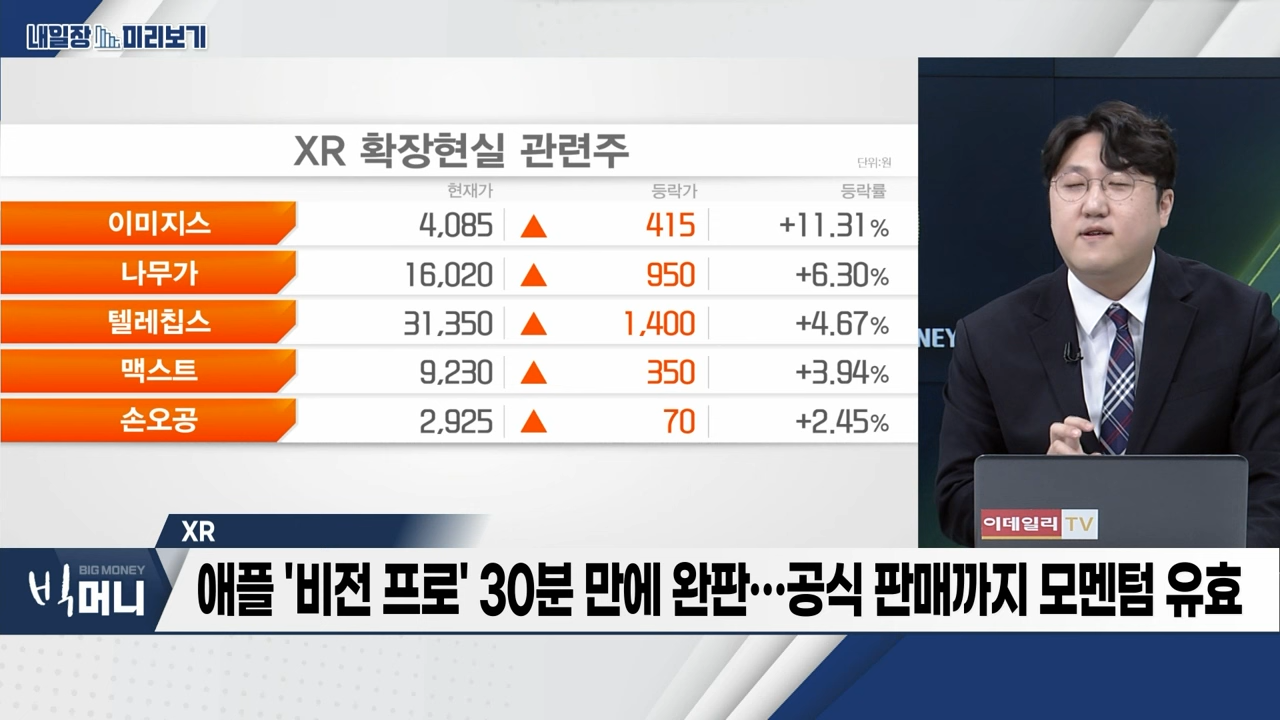 내일장 미리보기
XR 확장현실 관련주
단위:원
현재가 등락가 등락률
이미지스 4,085 ▲ 415 +11.31%
나무가 16,020 ▲ 950 +6.30%
텔레칩스 31,350 ▲ 1,400 +4.67%
맥스트 9,230 ▲ 350 +3.94%
손오공 2,925 ▲ 70 +2.45%
NEY
이데일리 TV
XR
BIG MONEY
빅머니
애플 '비전 프로' 30분 만에 완판…공식 판매까지 모멘텀 유효